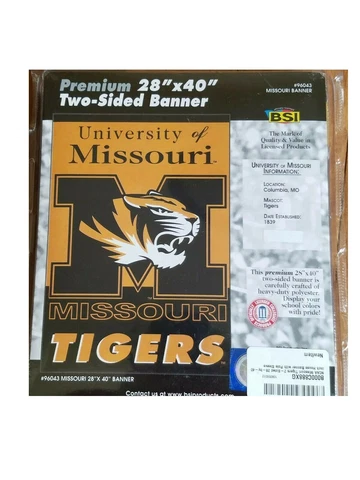 Premium 28"x40"
Two-Sided Banner
#96043
MISSOURI BANNER
BSI
The Mark of
Quality & Value in
Licensed Products
University of
Missouri
M
MISSOURI
TIGERS
UNIVERSITY OF MISSOURI
INFORMATION:
LOCATION:
Columbia, MO
MASCOT:
Tigers
DATE ESTABLISHED:
1839
This premium 28"x40"
two-sided banner is
carefully crafted of
heavy-duty polyester.
Display your
school colors
with pride!
#96043 MISSOURI 28"X 40" BANNER
Contact us at www.bsiproducts.com